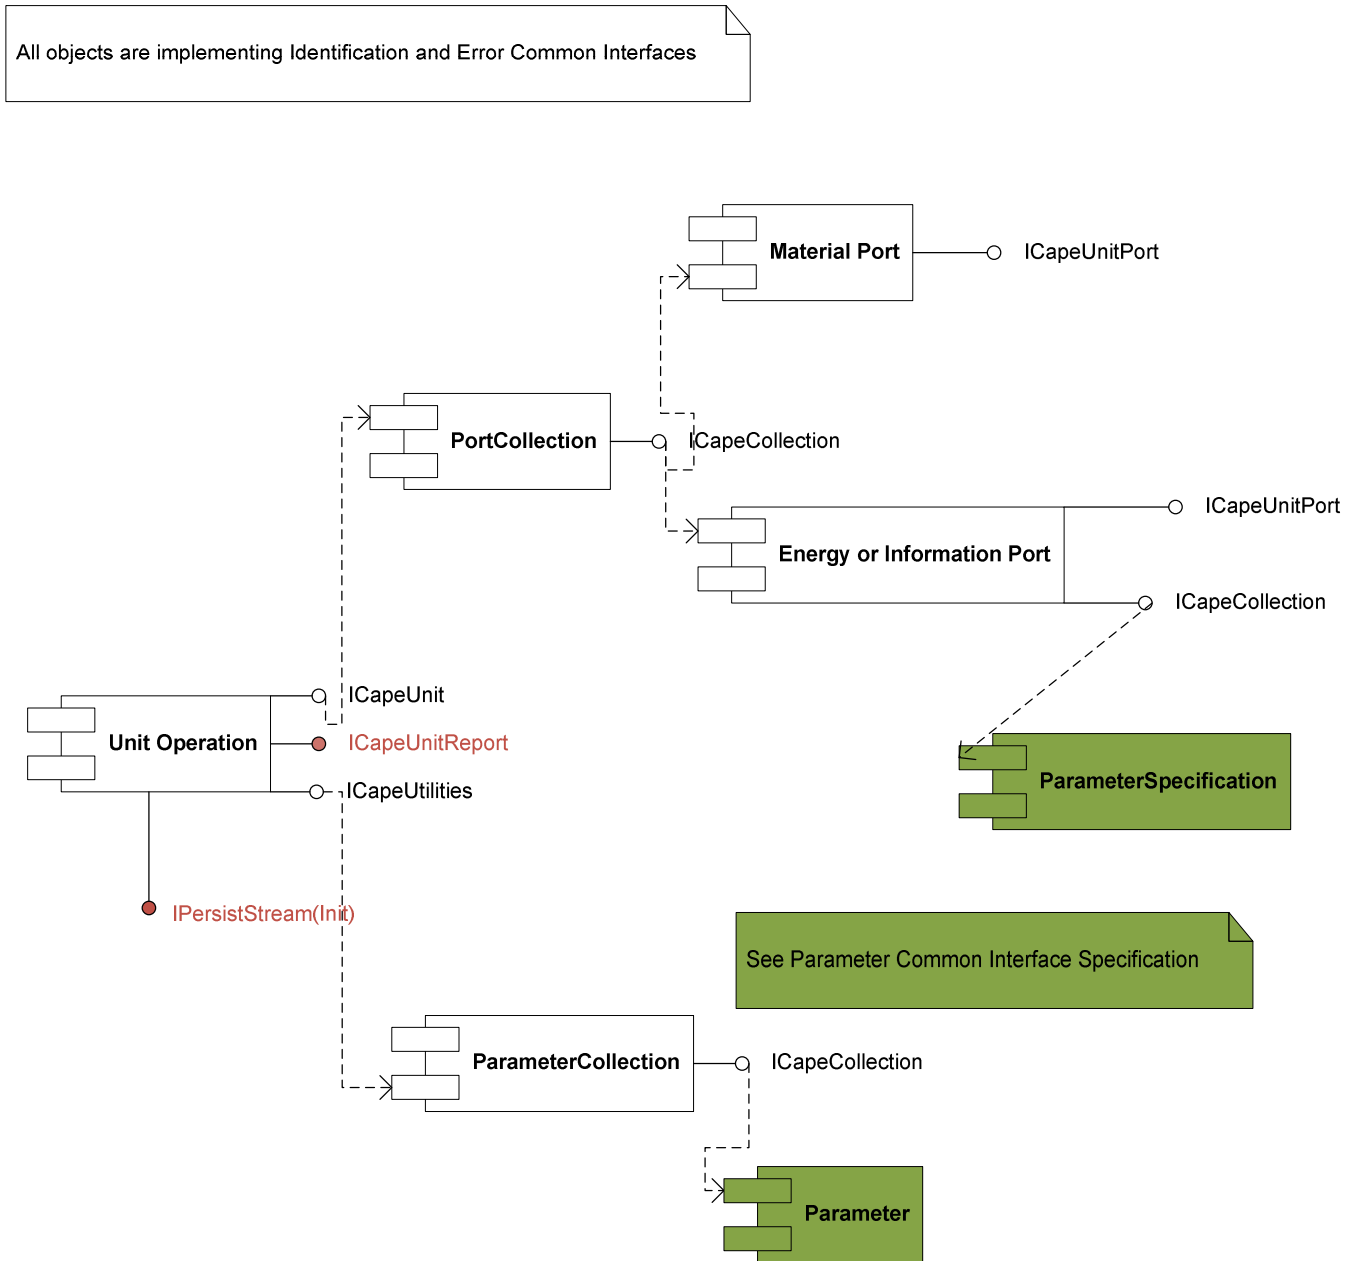 All objects are implementing Identification and Error Common Interfaces
Material Port
ICapeUnitPort
PortCollection
ICapeCollection
ICapeUnitPort
Energy or Information Port
ICapeCollection
ICapeUnit
Unit Operation
ICapeUnitReport
ICapeUtilities
ParameterSpecification
IPersistStream(Init)
See Parameter Common Interface Specification
ParameterCollection
ICapeCollection
Parameter